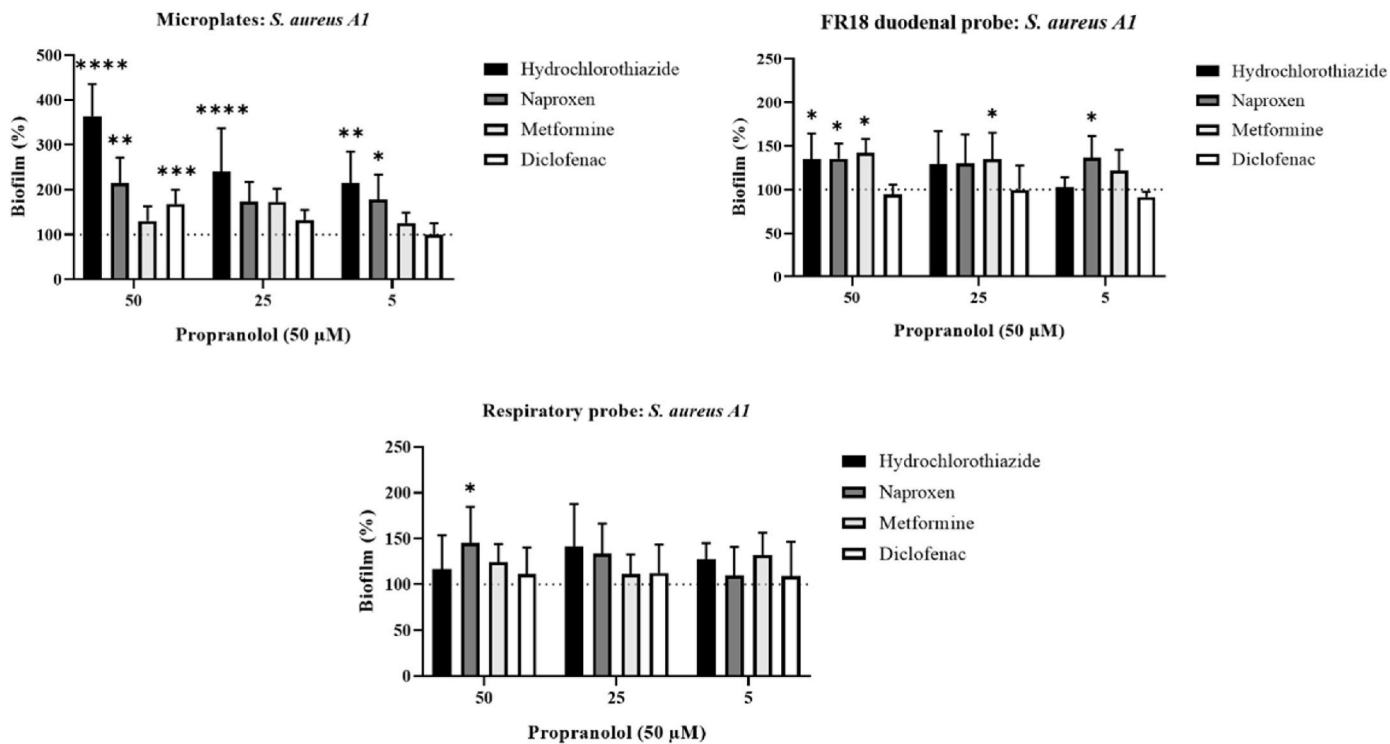 Microplates: S. aureus A1
500
400
300
200
100
0
Biofilm (%)
****
**
***
****
**
*
50
25
5
Propranolol (50 µM)
Hydrochlorothiazide
Naproxen
Metformine
Diclofenac
FR18 duodenal probe: S. aureus A1
250
200
150
100
50
0
Biofilm (%)
*
*
*
*
*
50
25
5
Propranolol (50 µM)
Hydrochlorothiazide
Naproxen
Metformine
Diclofenac
Respiratory probe: S. aureus A1
250
200
150
100
50
0
Biofilm (%)
*
50
25
5
Propranolol (50 µM)
Hydrochlorothiazide
Naproxen
Metformine
Diclofenac